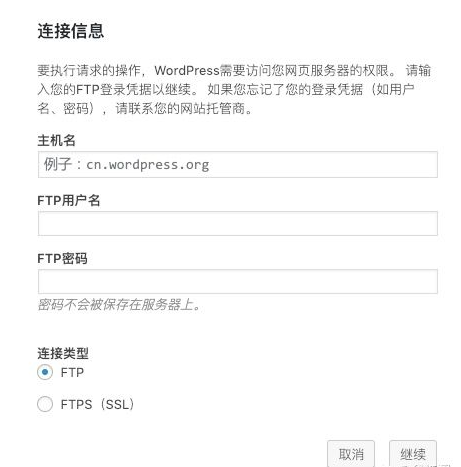 连接信息
要执行请求的操作，WordPress需要访问您网页服务器的权限。 请输
入您的FTP登录凭据以继续。 如果您忘记了您的登录凭据（如用户
名、密码），请联系您的网站托管商。
主机名
例子：cn.wordpress.org
FTP用户名
FTP密码
密码不会被保存在服务器上。
连接类型
FTP
FTPS（SSL）
取消 继续